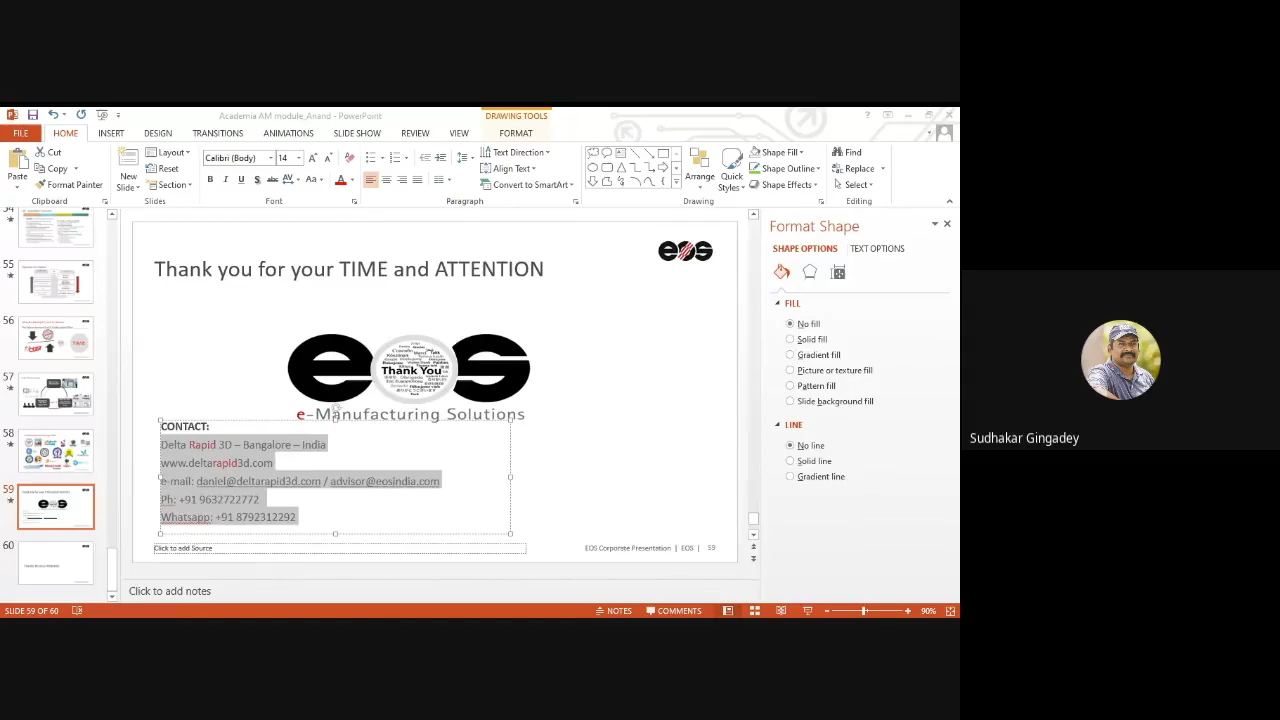 Academia AM module_Anand - PowerPoint
DRAWING TOOLS
FILE HOME INSERT DESIGN TRANSITIONS ANIMATIONS SLIDE SHOW REVIEW VIEW FORMAT
Paste
Cut
Copy
Format Painter
Clipboard
New Slide
Layout
Reset
Section
Slides
Calibri (Body) 14
Font
Text Direction
Align Text
Convert to SmartArt
Paragraph
Arrange
Quick Styles
Shape Fill
Shape Outline
Shape Effects
Drawing
Find
Replace
Select
Editing
55
56
57
58
59
60
eos
Thank you for your TIME and ATTENTION
eos
Thank You
e-Manufacturing Solutions
CONTACT:
Delta Rapid 3D – Bangalore – India
www.deltarapid3d.com
e-mail: daniel@deltarapid3d.com / advisor@eosindia.com
Ph: +91 9632722772
Whatsapp: +91 8792312292
Click to add Source
EOS Corporate Presentation | EOS | 59
Click to add notes
Format Shape
SHAPE OPTIONS TEXT OPTIONS
FILL
No fill
Solid fill
Gradient fill
Picture or texture fill
Pattern fill
Slide background fill
LINE
No line
Solid line
Gradient line
SLIDE 59 OF 60
NOTES
COMMENTS
90%
Sudhakar Gingadey